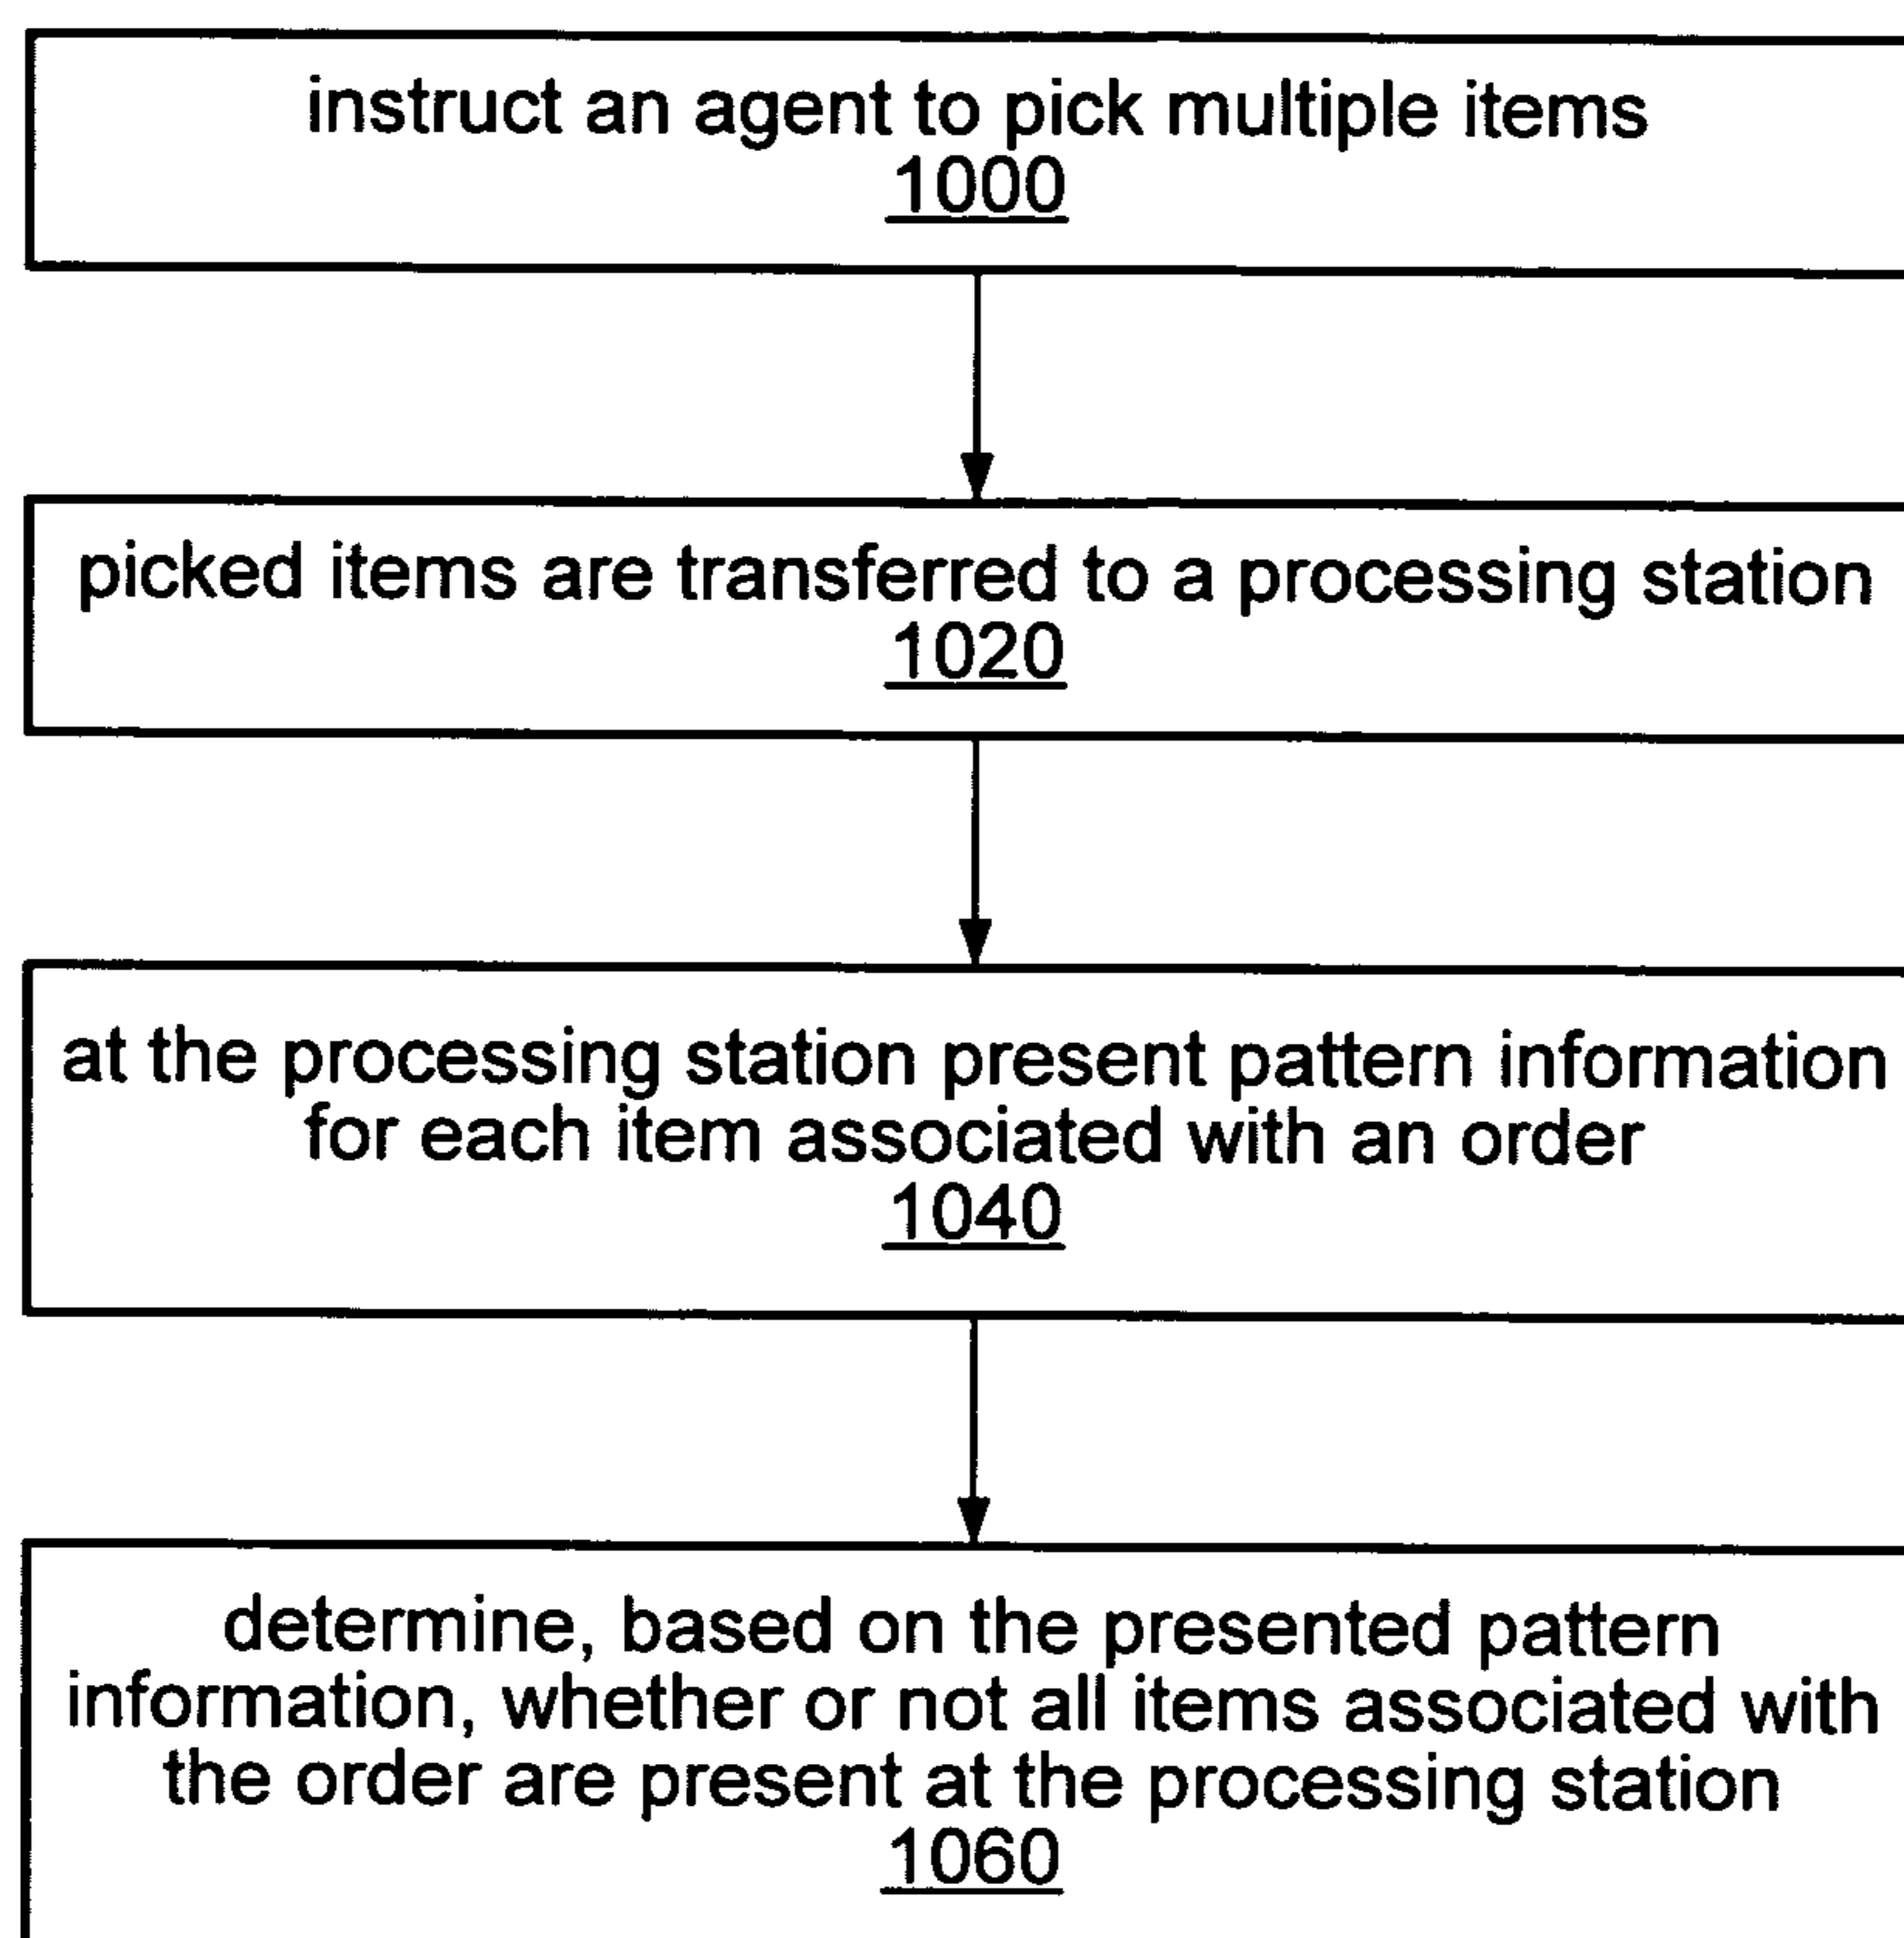 instruct an agent to pick multiple items
1000
picked items are transferred to a processing station
1020
at the processing station present pattern information
for each item associated with an order
1040
determine, based on the presented pattern
information, whether or not all items associated with
the order are present at the processing station
1060